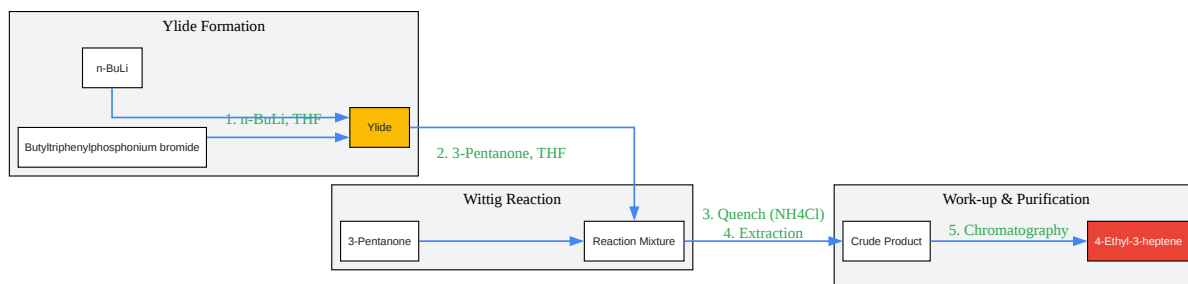 Ylide Formation
n-BuLi
1. n-BuLi, THF
Ylide
Butyltriphenylphosphonium bromide
2. 3-Pentanone, THF
Wittig Reaction
3-Pentanone
Reaction Mixture
3. Quench (NH4Cl)
4. Extraction
Work-up & Purification
Crude Product
5. Chromatography
4-Ethyl-3-heptene